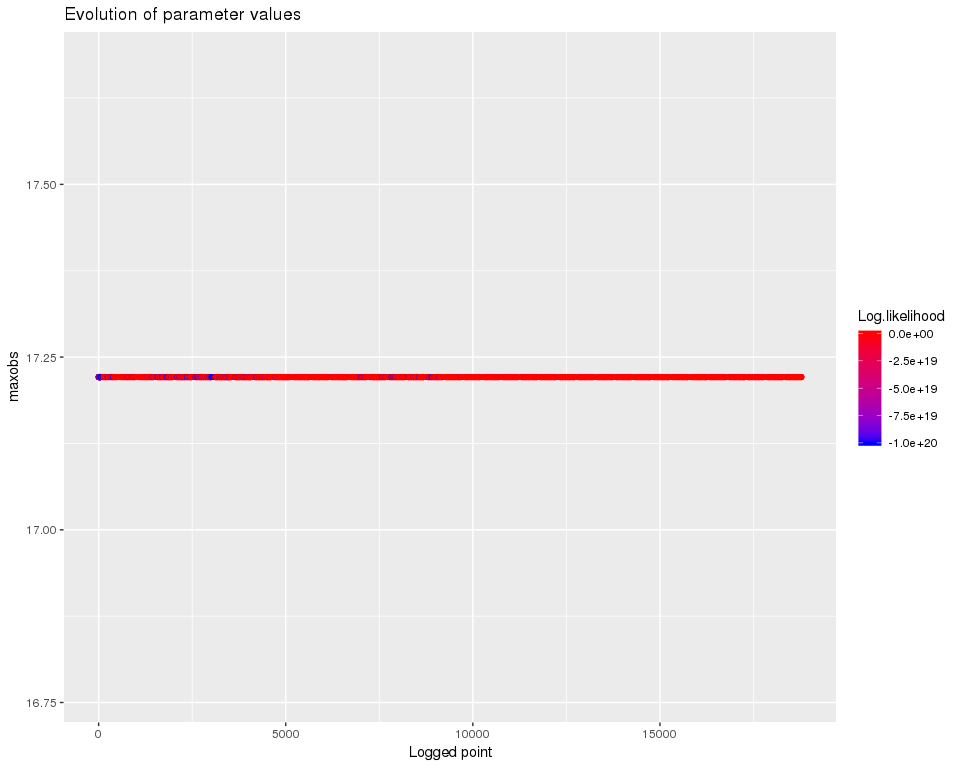 Evolution of parameter values
maxobs
17.50
17.25
17.00
16.75
0
5000
10000
15000
Logged point
Log.likelihood
0.0e+00
-2.5e+19
-5.0e+19
-7.5e+19
-1.0e+20